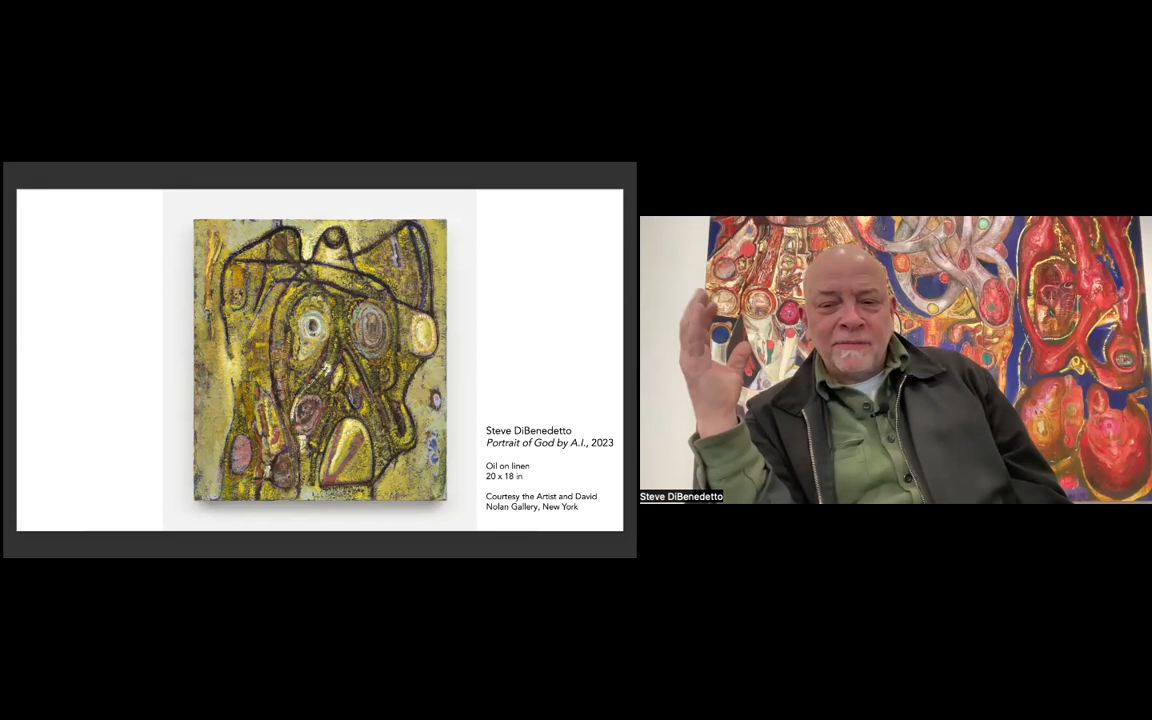 Steve DiBenedetto
Portrait of God by A.I., 2023
Oil on linen
20 x 18 in
Courtesy the Artist and David
Nolan Gallery, New York
Steve DiBenedetto